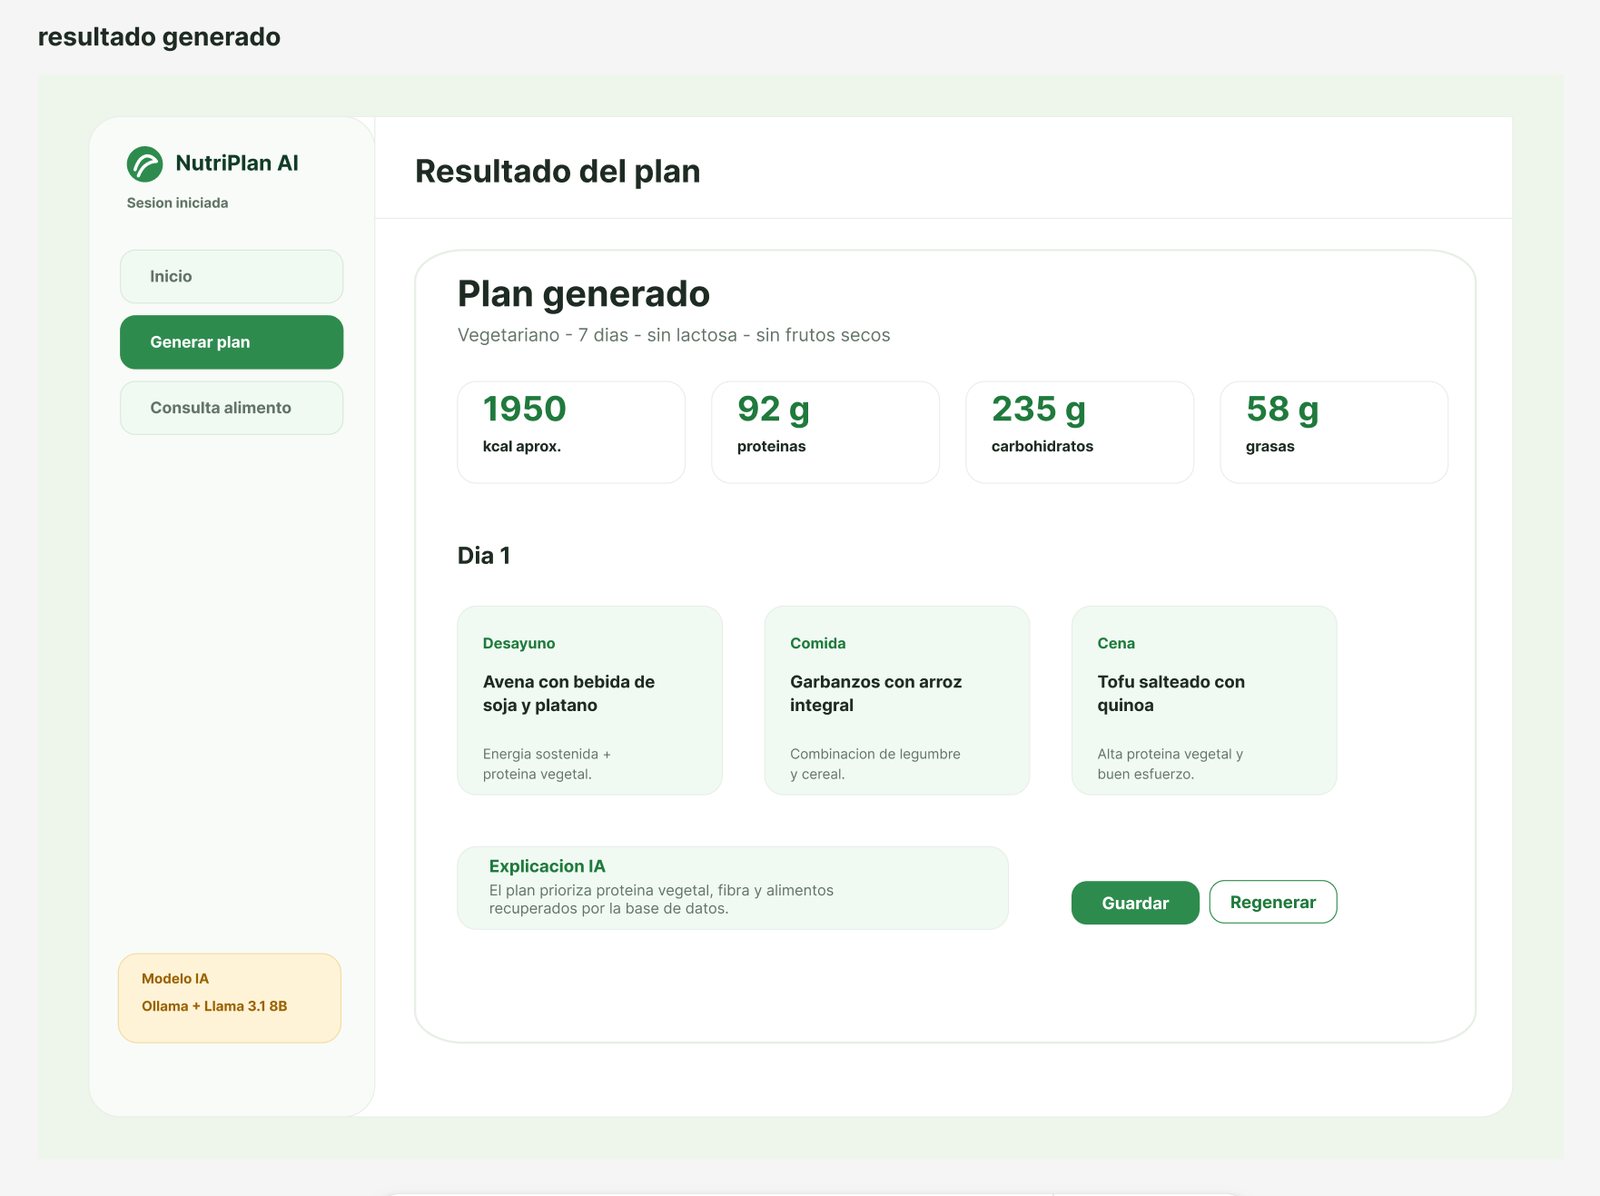 resultado generado
NutriPlan AI
Sesion iniciada
Inicio
Generar plan
Consulta alimento
Modelo IA
Ollama + Llama 3.1 8B
Resultado del plan
Plan generado
Vegetariano - 7 dias - sin lactosa - sin frutos secos
1950
kcal aprox.
92 g
proteinas
235 g
carbohidratos
58 g
grasas
Dia 1
Desayuno
Avena con bebida de
soja y platano
Energia sostenida +
proteina vegetal.
Comida
Garbanzos con arroz
integral
Combinacion de legumbre
y cereal.
Cena
Tofu salteado con
quinoa
Alta proteina vegetal y
buen esfuerzo.
Explicacion IA
El plan prioriza proteina vegetal, fibra y alimentos
recuperados por la base de datos.
Guardar
Regenerar